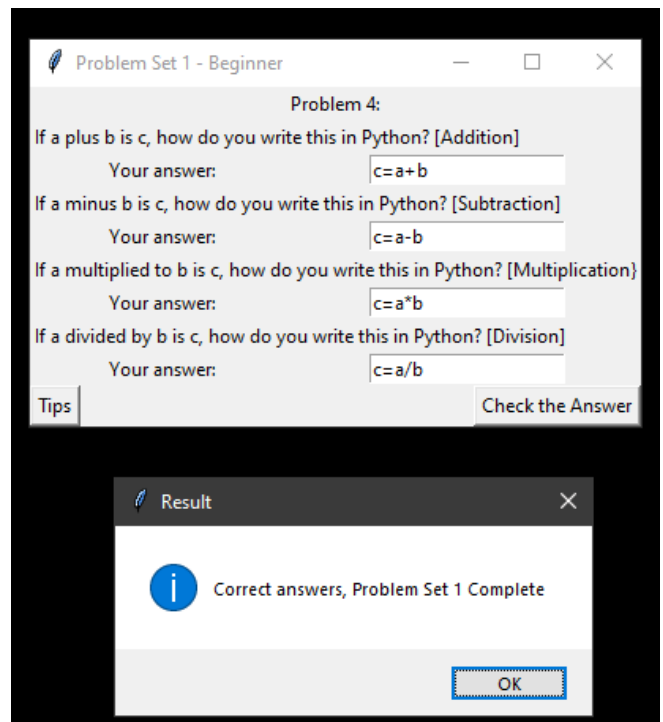 Problem Set 1 - Beginner
Problem 4:
If a plus b is c, how do you write this in Python? [Addition]
Your answer: c=a+b
If a minus b is c, how do you write this in Python? [Subtraction]
Your answer: c=a-b
If a multiplied to b is c, how do you write this in Python? [Multiplication}
Your answer: c=a*b
If a divided by b is c, how do you write this in Python? [Division]
Your answer: c=a/b
Tips Check the Answer
Result
Correct answers, Problem Set 1 Complete
OK